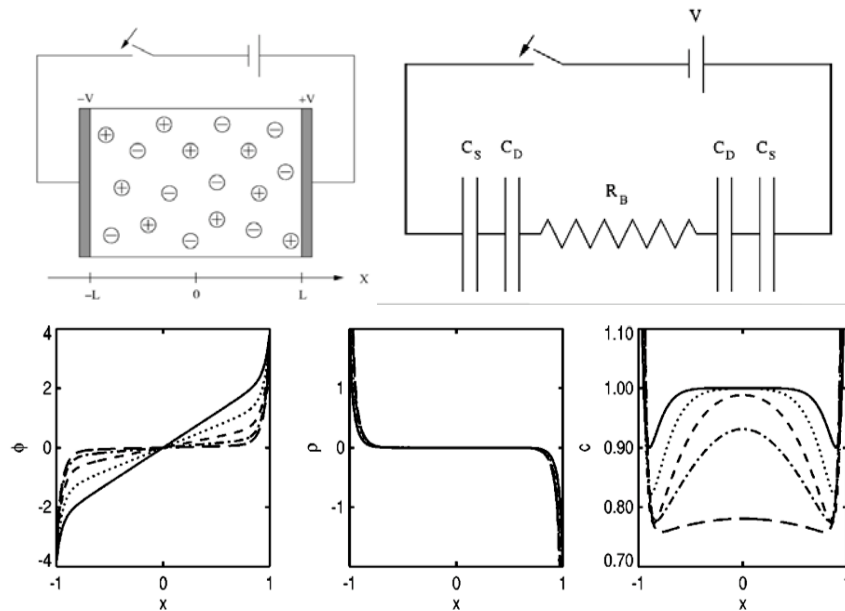 V
−V
+V
C_S
C_D
C_D
C_S
R_B
+ − + − −
− + − +
+ − − +
− + − + − +
X
−L
0
L
4
2
0
-2
-4
ϕ
-1
0
1
x
1
0
-1
ρ
-1
0
1
x
1.10
1.00
0.90
0.80
0.70
c
-1
0
1
x